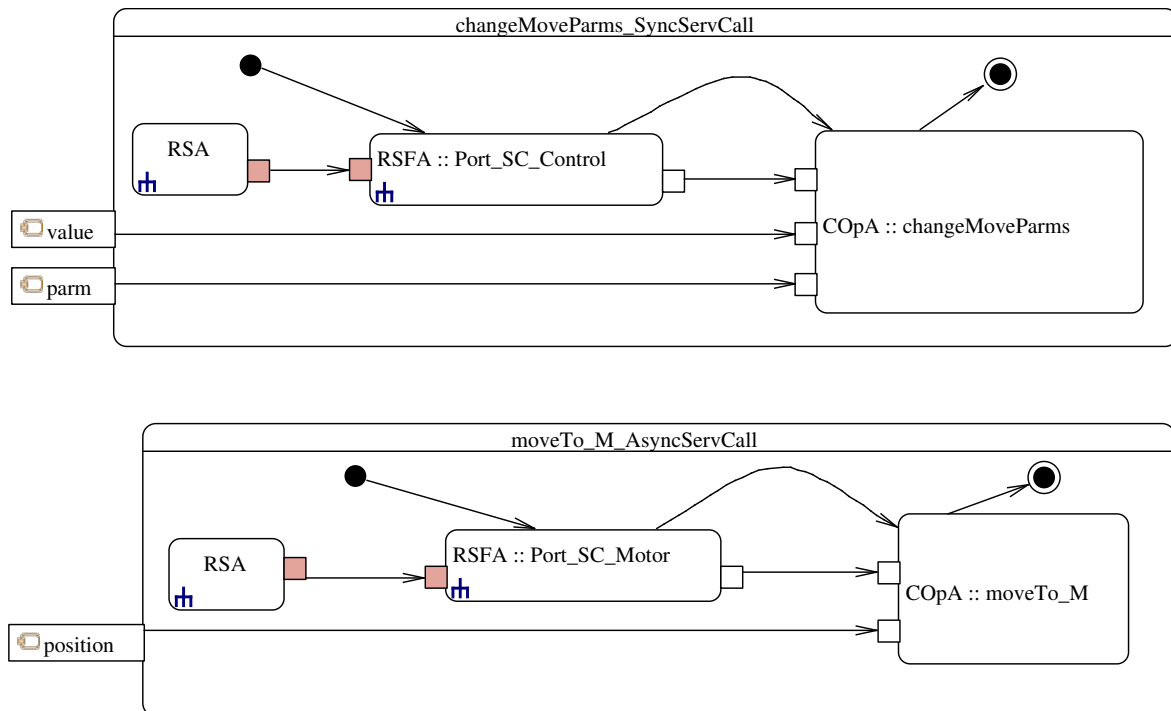 changeMoveParms_SyncServCall
RSA
RSFA :: Port_SC_Control
value
COpA :: changeMoveParms
parm
moveTo_M_AsyncServCall
RSFA :: Port_SC_Motor
RSA
COpA :: moveTo_M
position